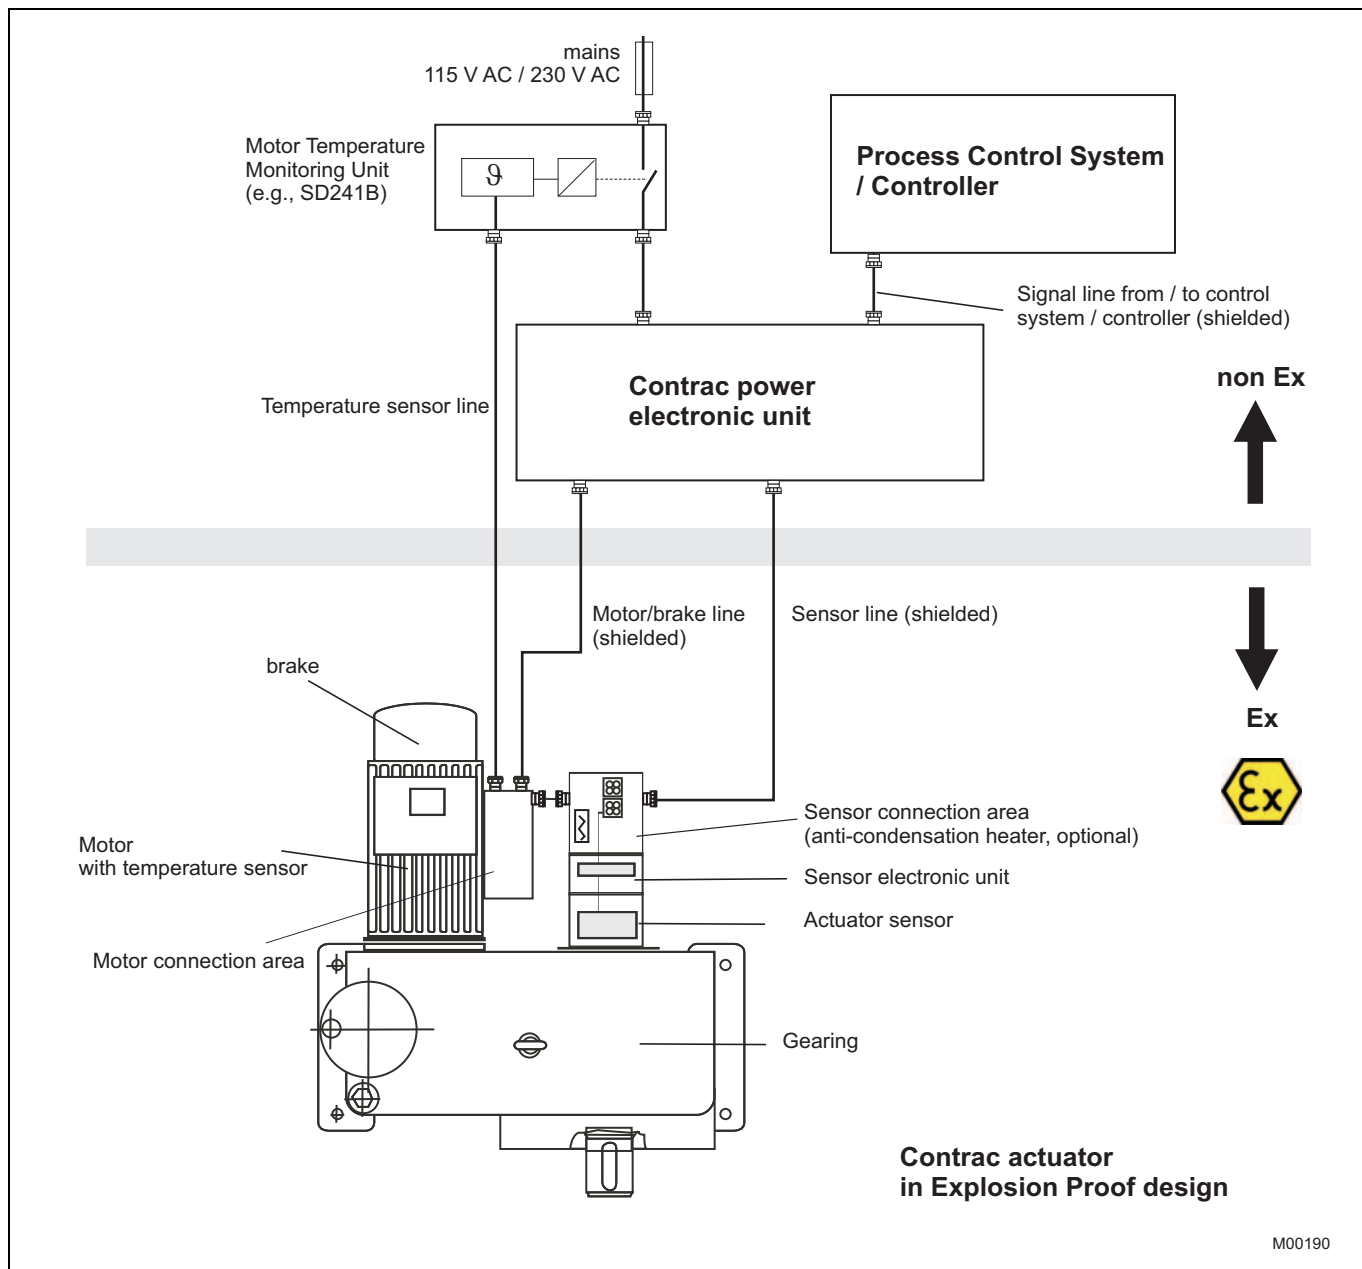 mains
115 V AC / 230 V AC
Motor Temperature
Monitoring Unit
(e.g., SD241B)
ϑ
Process Control System
/ Controller
Signal line from / to control
system / controller (shielded)
Contrac power
electronic unit
non Ex
Temperature sensor line
Motor/brake line
(shielded)
Sensor line (shielded)
brake
Ex
εx
Sensor connection area
(anti-condensation heater, optional)
Motor
with temperature sensor
Sensor electronic unit
Actuator sensor
Motor connection area
Gearing
Contrac actuator
in Explosion Proof design
M00190